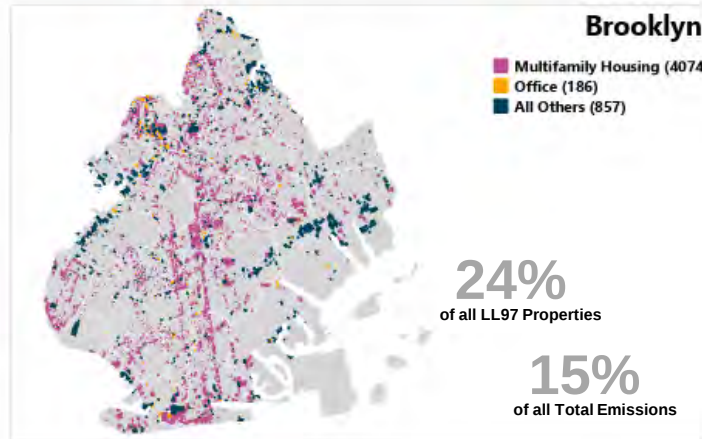 Brooklyn
Multifamily Housing (4074
Office (186)
All Others (857)
24%
of all LL97 Properties
15%
of all Total Emissions